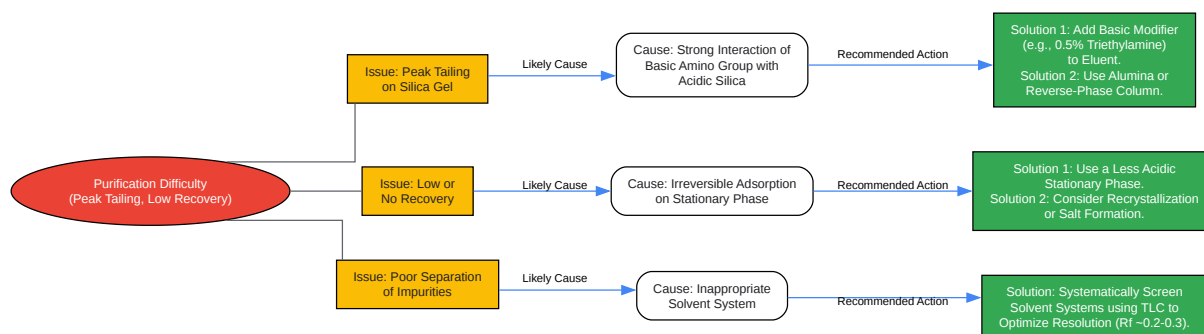 Purification Difficulty
(Peak Tailing, Low Recovery)
Issue: Peak Tailing
on Silica Gel
Likely Cause
Cause: Strong Interaction of
Basic Amino Group with
Acidic Silica
Recommended Action
Solution 1: Add Basic Modifier
(e.g., 0.5% Triethylamine)
to Eluent.
Solution 2: Use Alumina or
Reverse-Phase Column.
Issue: Low or
No Recovery
Likely Cause
Cause: Irreversible Adsorption
on Stationary Phase
Recommended Action
Solution 1: Use a Less Acidic
Stationary Phase.
Solution 2: Consider Recrystallization
or Salt Formation.
Issue: Poor Separation
of Impurities
Likely Cause
Cause: Inappropriate
Solvent System
Recommended Action
Solution: Systematically Screen
Solvent Systems using TLC to
Optimize Resolution (Rf ~0.2-0.3).